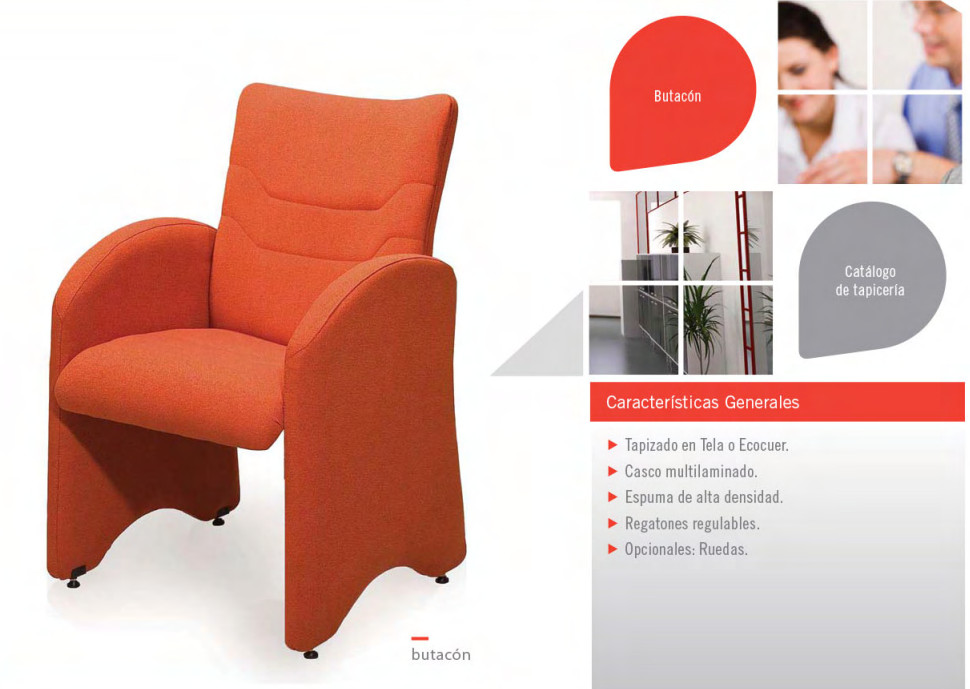 Butacón
Catálogo
de tapicería
Características Generales
Tapizado en Tela o Ecocuer.
Casco multilaminado.
Espuma de alta densidad.
Regatones regulables.
Opcionales: Ruedas.
butacón